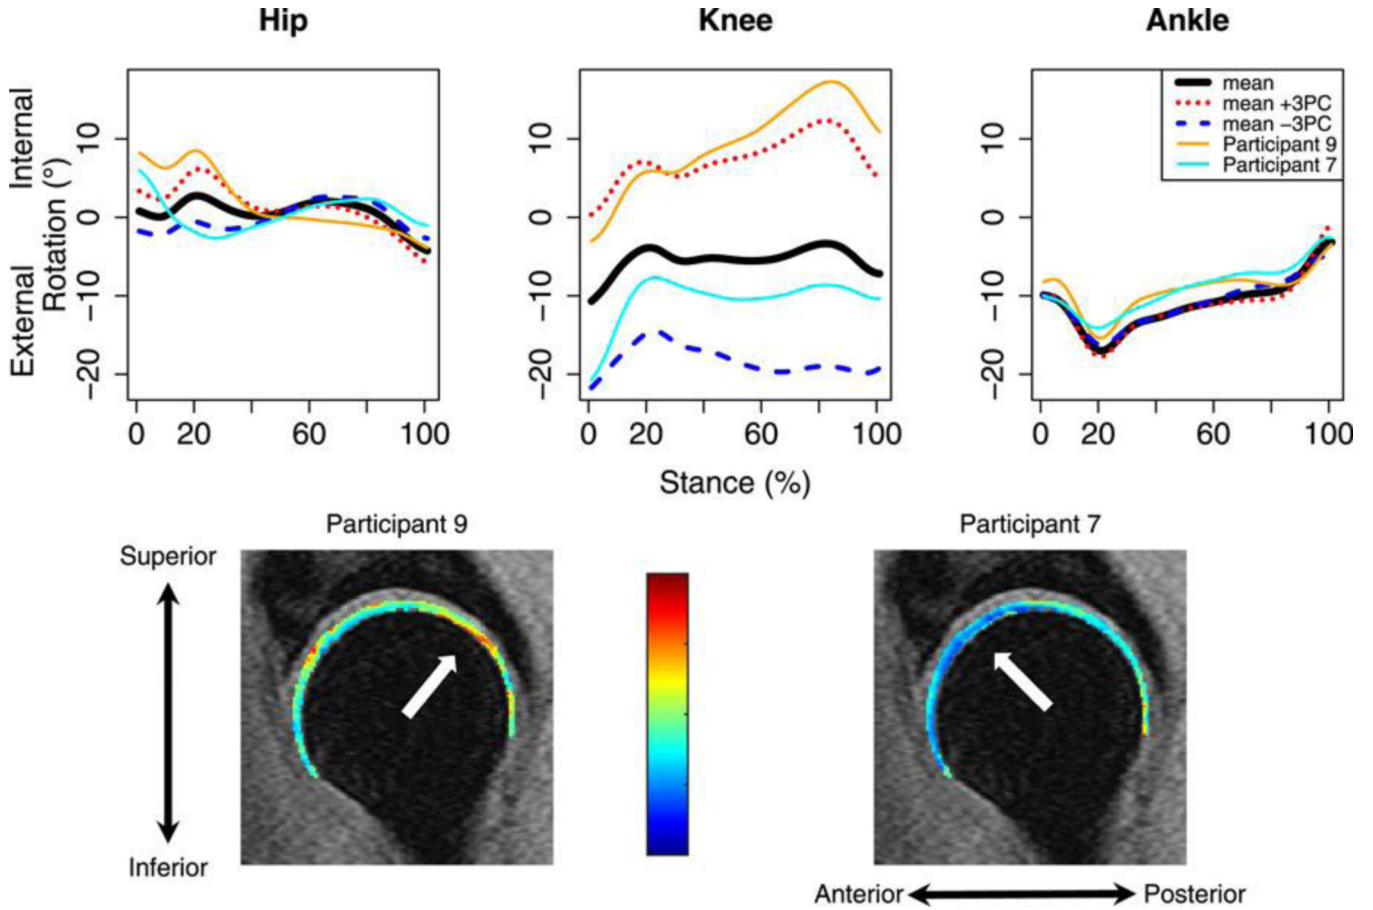 Hip
Knee
Ankle
External Internal
Rotation (°)
10
0
−10
−20
0 20 60 100
10
0
−10
−20
0 20 60 100
10
0
−10
−20
0 20 60 100
mean
mean +3PC
mean −3PC
Participant 9
Participant 7
Stance (%)
Participant 9
Participant 7
Superior
Inferior
Anterior
Posterior